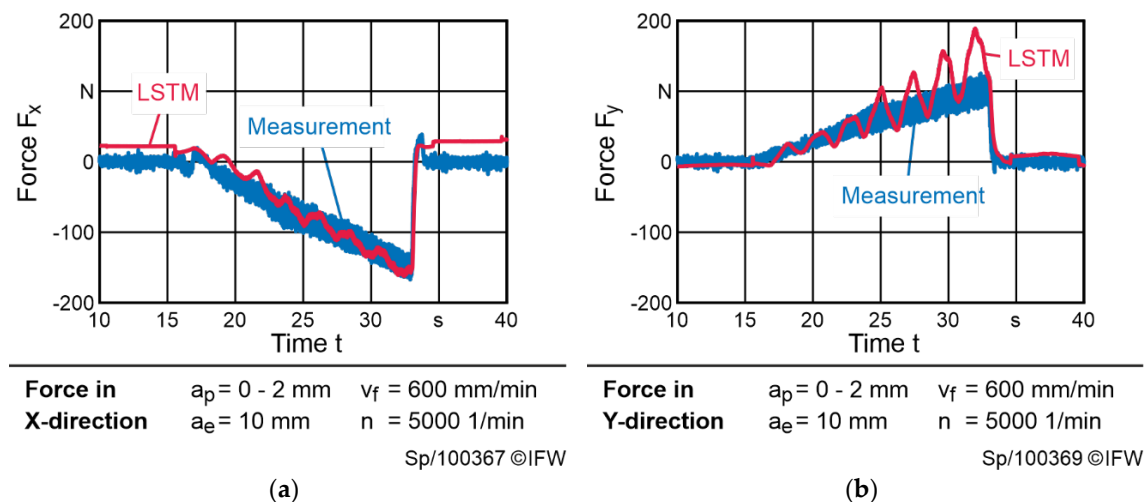 200
N
0
-100
-200
Force Fx
LSTM
Measurement
10 15 20 25 30 s 40
Time t
Force in ap = 0 - 2 mm vf = 600 mm/min
X-direction ae = 10 mm n = 5000 1/min
Sp/100367 ©IFW
(a)
200
N
0
-100
-200
Force Fy
LSTM
Measurement
10 15 20 25 30 s 40
Time t
Force in ap = 0 - 2 mm vf = 600 mm/min
Y-direction ae = 10 mm n = 5000 1/min
Sp/100369 ©IFW
(b)